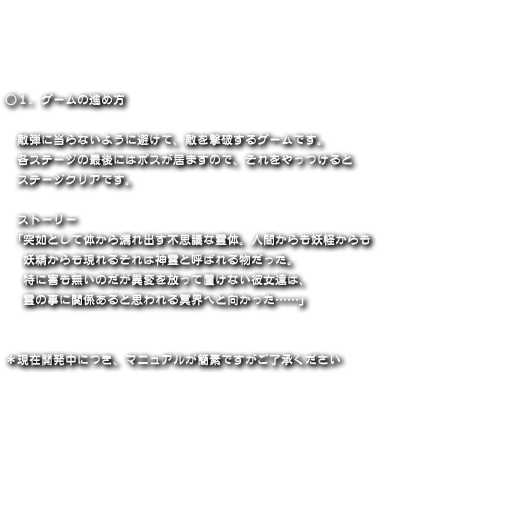 ○１．ゲームの進め方
敵弾に当らないように避けて、敵を撃破するゲームです。
各ステージの最後にはボスが居ますので、それをやっつけると
ステージクリアです。
ストーリー
「突如として体から漏れ出す不思議な霊体。人間からも妖怪からも
妖精からも現れるそれは神霊と呼ばれる物だった。
特に害も無いのだが異変を放って置けない彼女達は、
霊の事に関係あると思われる冥界へと向かった……」
＊現在開発中につき、マニュアルが簡素ですがご了承ください